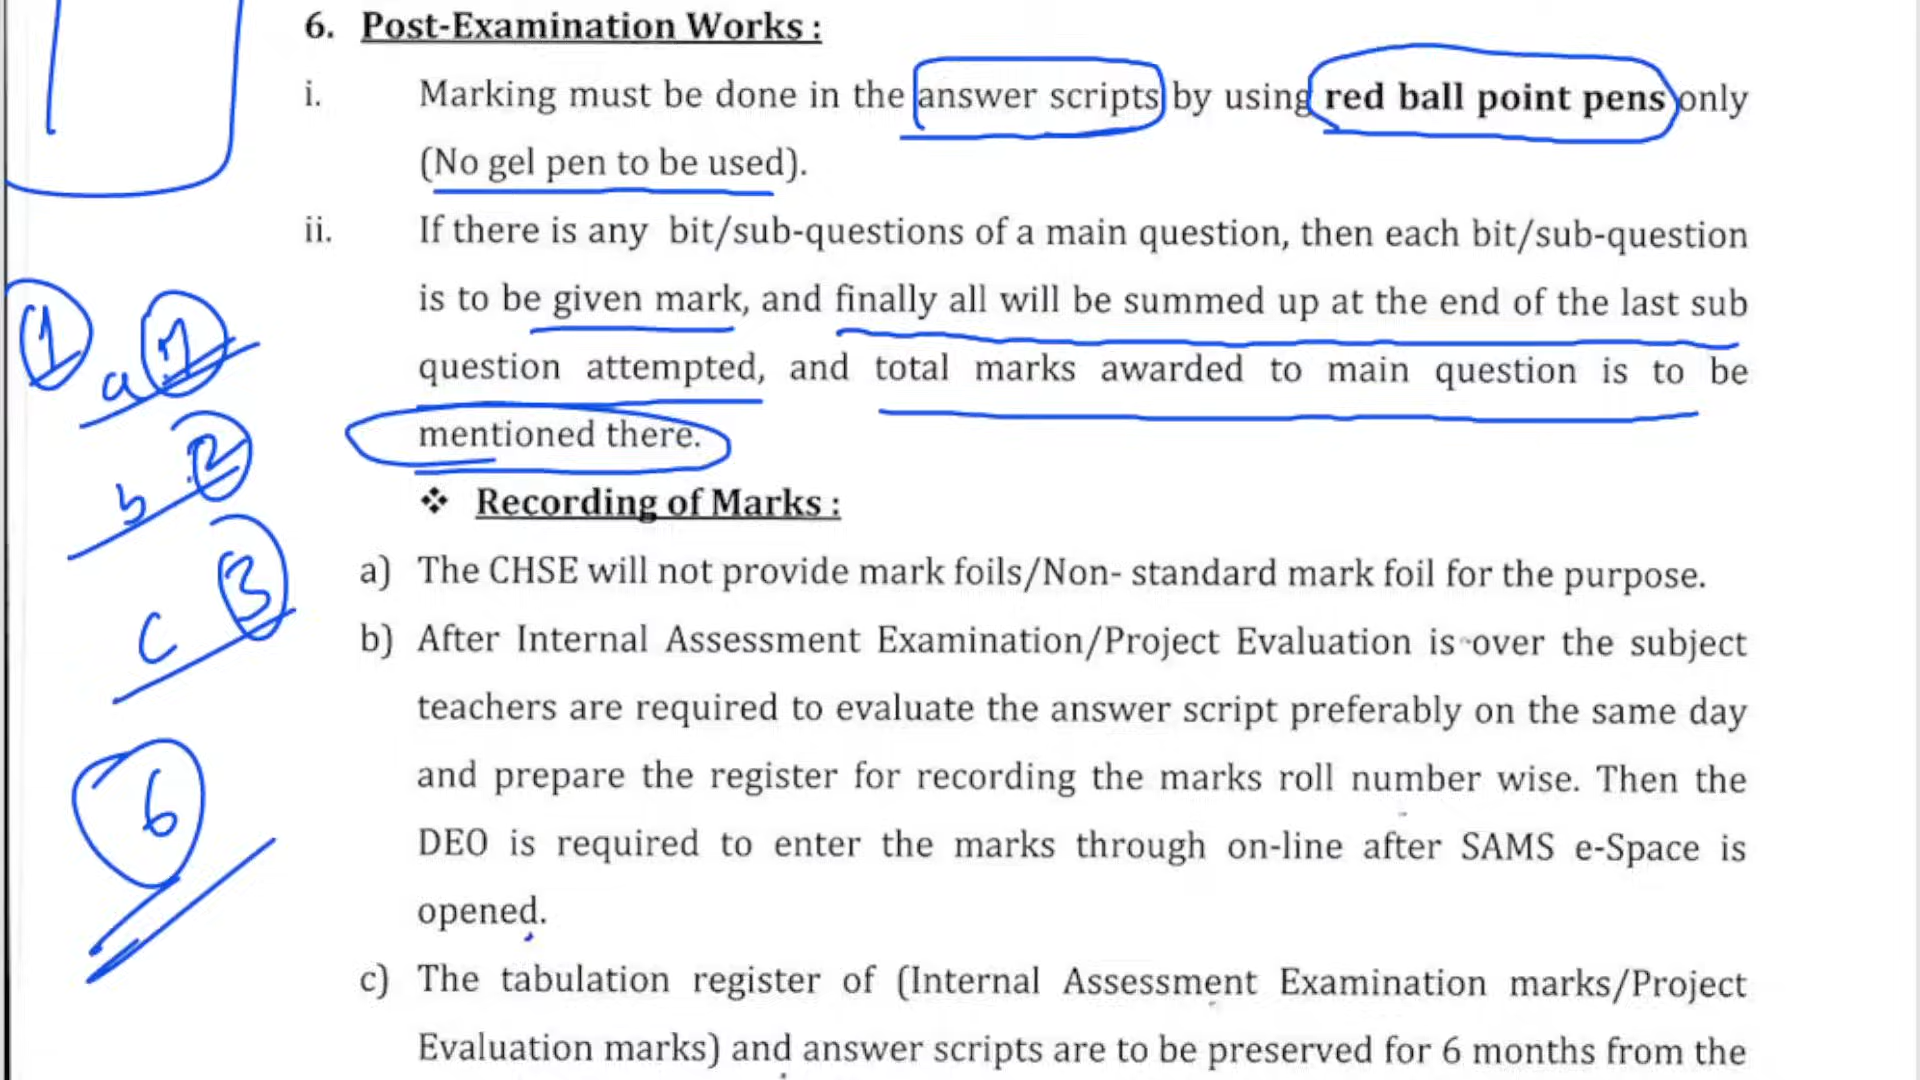 6. Post-Examination Works :
i. Marking must be done in the answer scripts by using red ball point pens only
(No gel pen to be used).
ii. If there is any bit/sub-questions of a main question, then each bit/sub-question
is to be given mark, and finally all will be summed up at the end of the last sub
question attempted, and total marks awarded to main question is to be
mentioned there.
❖ Recording of Marks :
a) The CHSE will not provide mark foils/Non- standard mark foil for the purpose.
b) After Internal Assessment Examination/Project Evaluation is over the subject
teachers are required to evaluate the answer script preferably on the same day
and prepare the register for recording the marks roll number wise. Then the
DEO is required to enter the marks through on-line after SAMS e-Space is
opened.
c) The tabulation register of (Internal Assessment Examination marks/Project
Evaluation marks) and answer scripts are to be preserved for 6 months from the
1
a 1
b 2
c 3
6